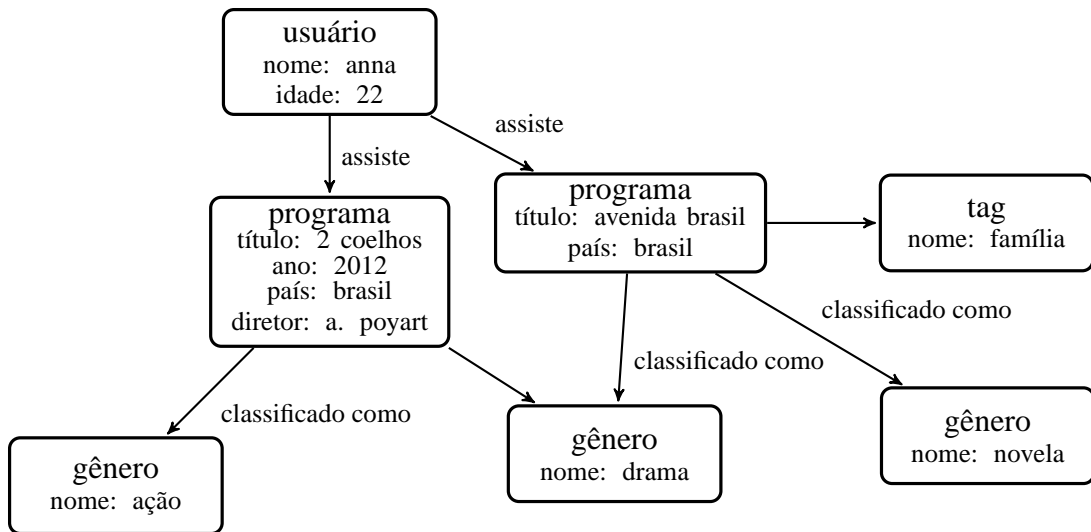 usuário
nome: anna
idade: 22
assiste
assiste
programa
título: avenida brasil
país: brasil
tag
nome: família
programa
título: 2 coelhos
ano: 2012
país: brasil
diretor: a. poyart
classificado como
classificado como
classificado como
gênero
nome: ação
gênero
nome: drama
gênero
nome: novela